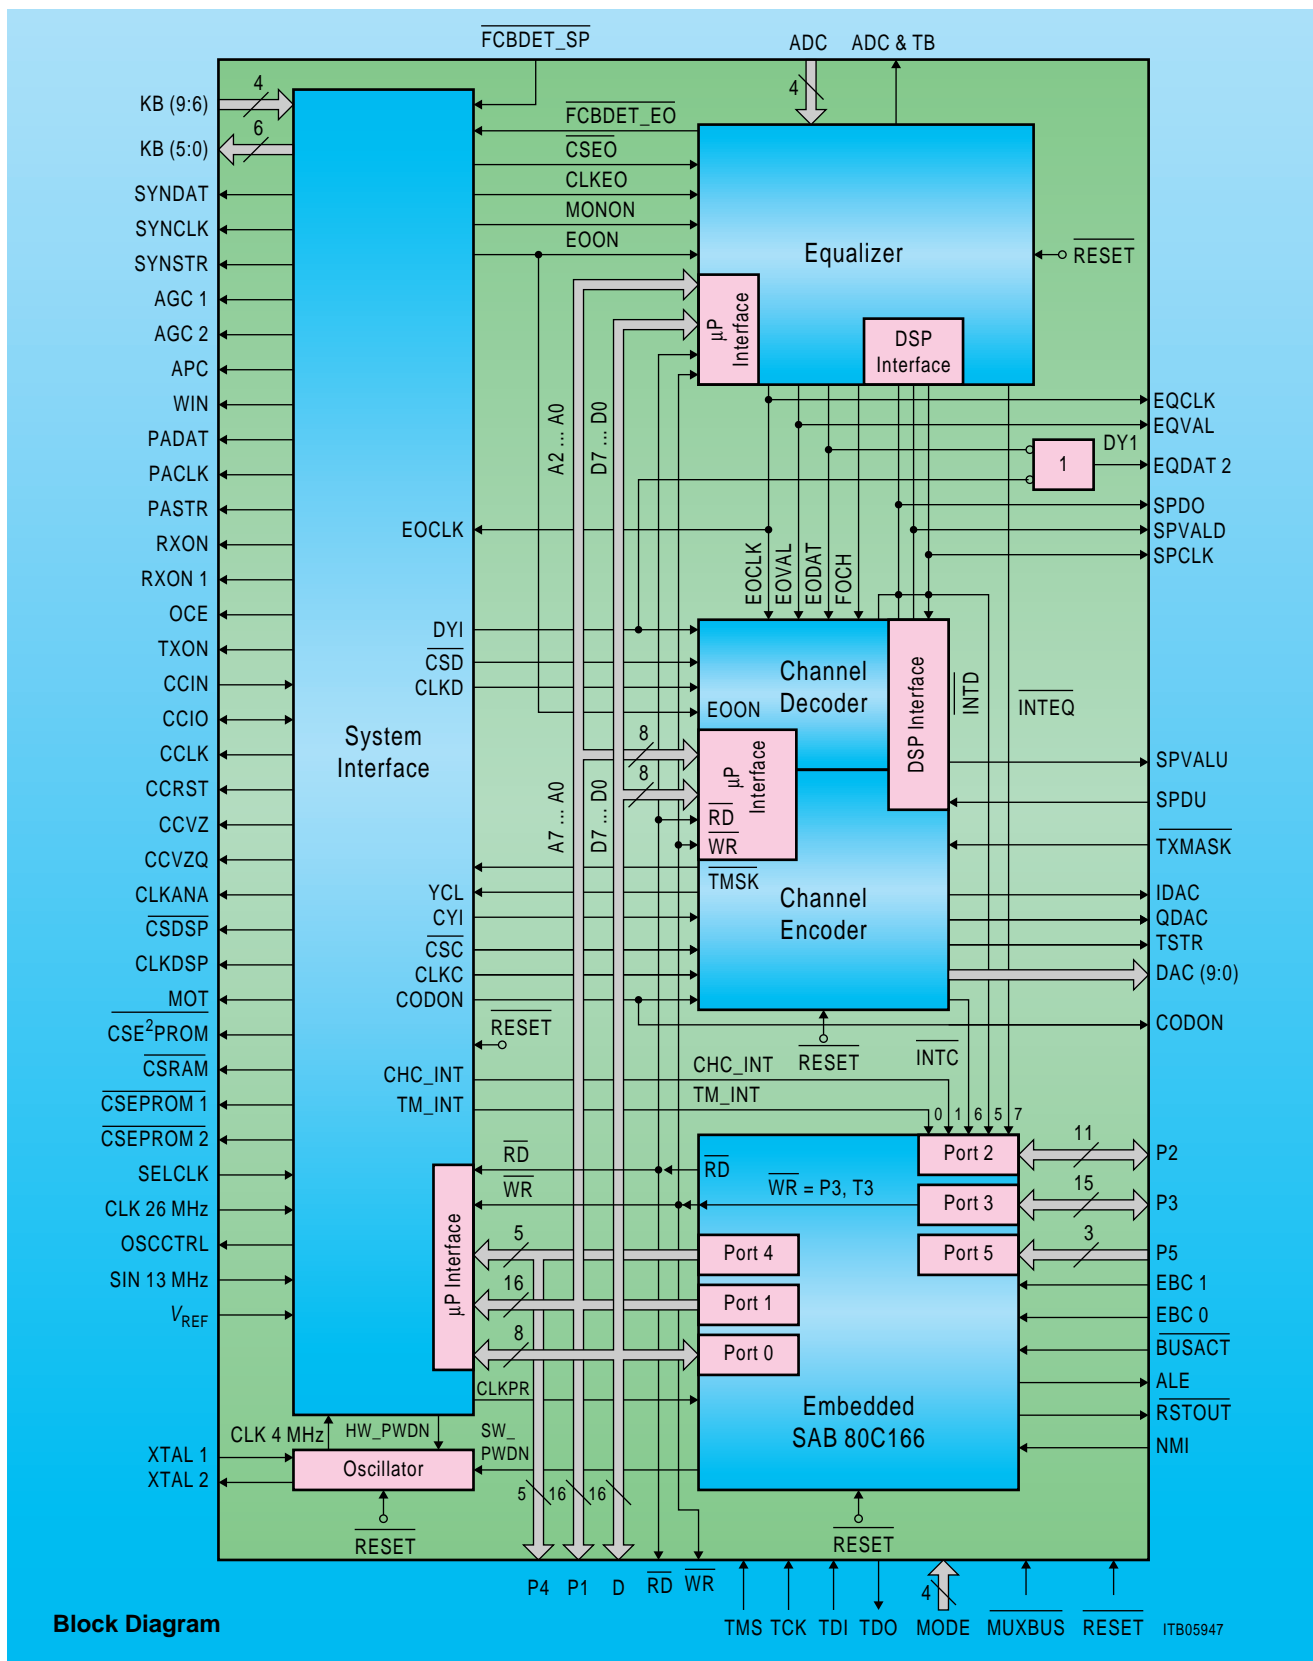 FCBDET_SP
ADC
ADC & TB
4
4
KB (9:6)
FCBDET_EO
6
KB (5:0)
CSEO
CLKEO
SYNDAT
MONON
SYNCLK
EOON
Equalizer
RESET
SYNSTR
AGC 1
µP
Interface
AGC 2
DSP
Interface
APC
A2 ... A0
D7 ... D0
EQCLK
WIN
EQVAL
PADAT
DY1
1
EQDAT 2
PACLK
PASTR
SPDO
EOCLK
SPVALD
RXON
SPCLK
RXON 1
EOCLK
EOVAL
EODAT
FOCH
OCE
DYI
TXON
CSD
Channel
Decoder
DSP Interface
INTD
INTEQ
CCIN
CLKD
EOON
CCIO
System
Interface
8
CCLK
µP
Interface
SPVALU
8
CCRST
SPDU
A7 ... A0
D7 ... D0
RD
CCVZ
WR
TXMASK
CCVZQ
TMSK
CLKANA
YCL
Channel
Encoder
IDAC
CYI
QDAC
CSDSP
CSC
TSTR
CLKDSP
CLKC
DAC (9:0)
MOT
CODON
RESET
CODON
CSE2PROM
RESET
INTC
CSRAM
CHC_INT
CHC_INT
TM_INT
TM_INT
CSEPROM 1
0 1 6 5 7
CSEPROM 2
RD
RD
Port 2
11
P2
SELCLK
WR
WR = P3, T3
15
CLK 26 MHz
Port 3
P3
OSCCTRL
5
Port 4
Port 5
3
P5
SIN 13 MHz
µP Interface
16
EBC 1
VREF
Port 1
EBC 0
8
Port 0
BUSACT
CLKPR
ALE
Embedded
SAB 80C166
RSTOUT
CLK 4 MHz
HW_PWDN
SW_
PWDN
NMI
XTAL 1
Oscillator
XTAL 2
5
16
16
RESET
RESET
P4
P1
D
RD
WR
4
Block Diagram
TMS
TCK
TDI
TDO
MODE
MUXBUS
RESET
ITB05947